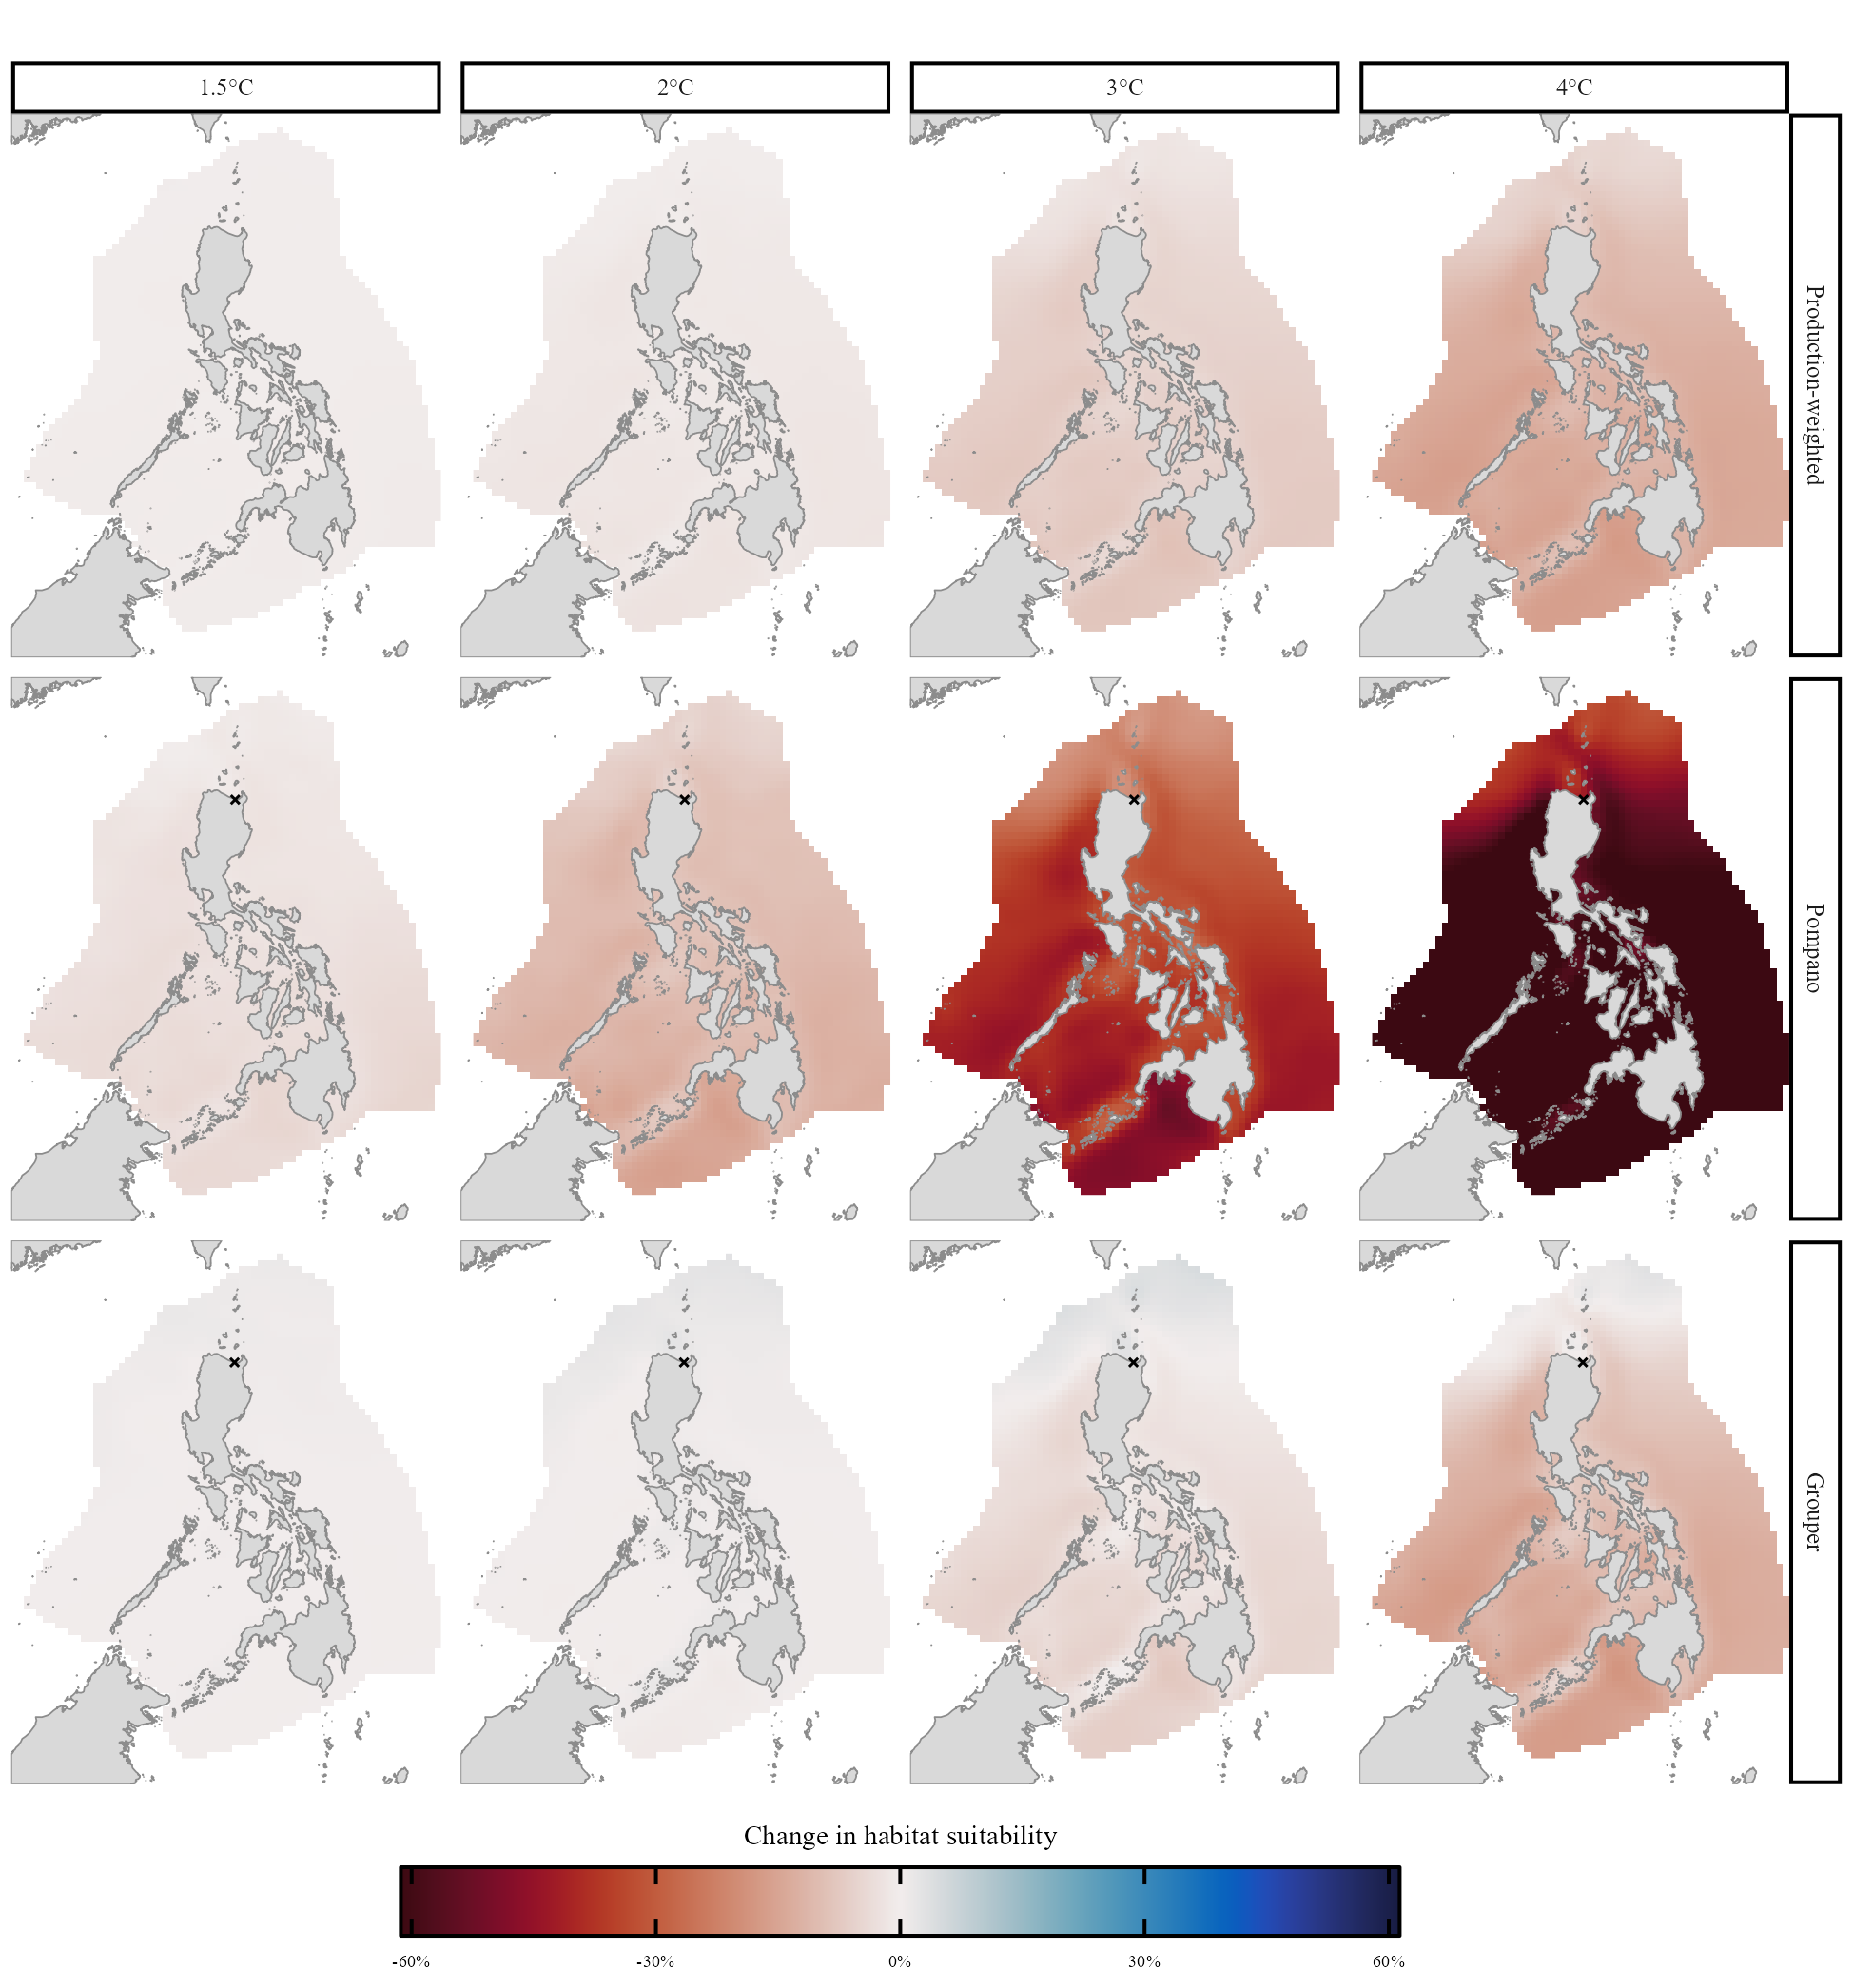 1.5°C
2°C
3°C
4°C
Production-weighted
Pompano
Grouper
Change in habitat suitability
-60%
-30%
0%
30%
60%